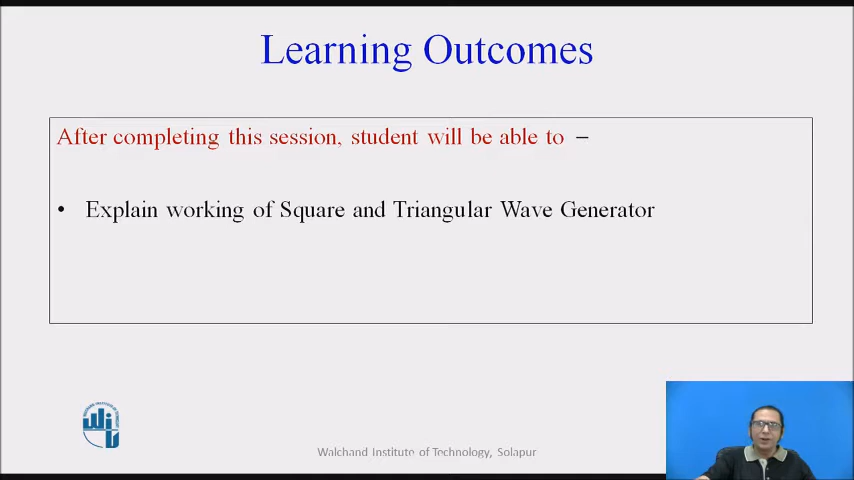 Learning Outcomes
After completing this session, student will be able to –
• Explain working of Square and Triangular Wave Generator
Walchand Institute of Technology, Solapur